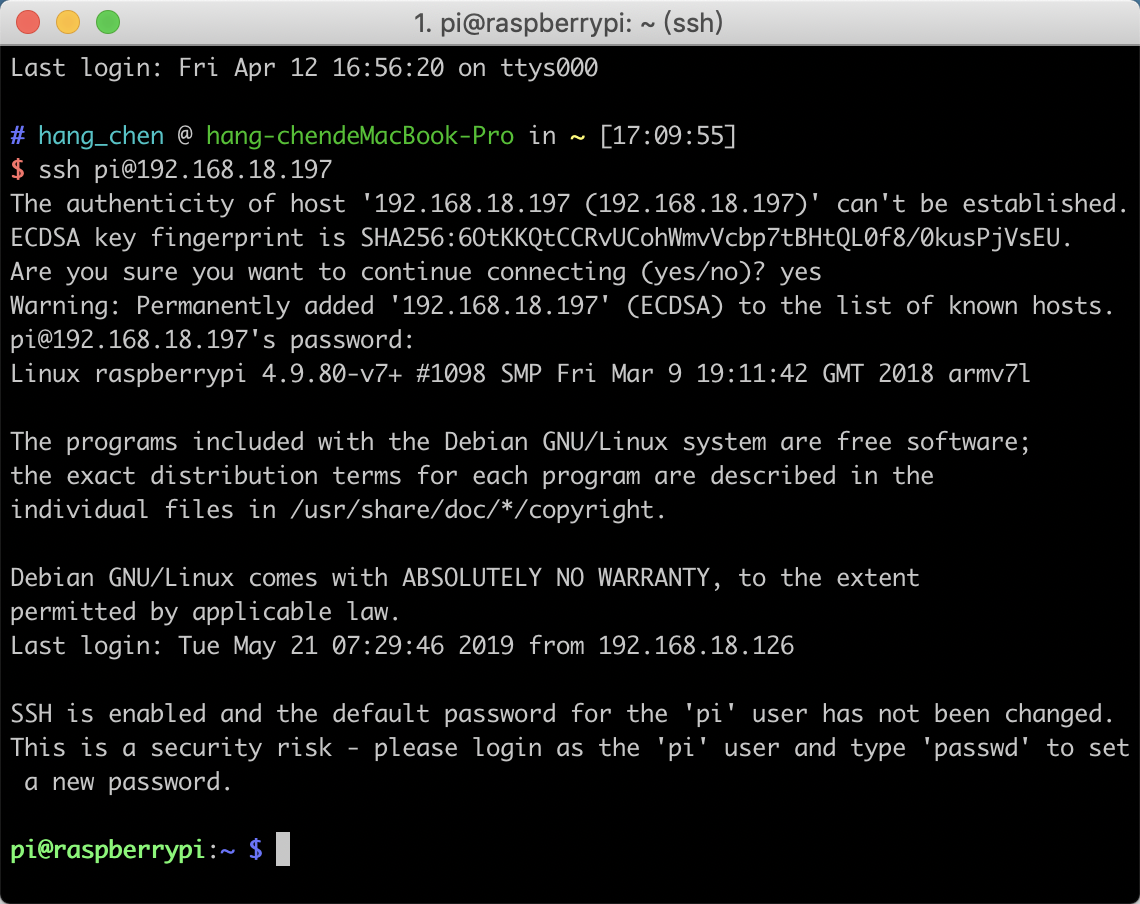 1. pi@raspberrypi: ~ (ssh)
Last login: Fri Apr 12 16:56:20 on ttys000
# hang_chen @ hang-chendeMacBook-Pro in ~ [17:09:55]
$ ssh pi@192.168.18.197
The authenticity of host '192.168.18.197 (192.168.18.197)' can't be established.
ECDSA key fingerprint is SHA256:6OtKKQtCCRvUCohWmvVcbp7tBHtQL0f8/0kusPjVsEU.
Are you sure you want to continue connecting (yes/no)? yes
Warning: Permanently added '192.168.18.197' (ECDSA) to the list of known hosts.
pi@192.168.18.197's password:
Linux raspberrypi 4.9.80-v7+ #1098 SMP Fri Mar 9 19:11:42 GMT 2018 armv7l
The programs included with the Debian GNU/Linux system are free software;
the exact distribution terms for each program are described in the
individual files in /usr/share/doc/*/copyright.
Debian GNU/Linux comes with ABSOLUTELY NO WARRANTY, to the extent
permitted by applicable law.
Last login: Tue May 21 07:29:46 2019 from 192.168.18.126
SSH is enabled and the default password for the 'pi' user has not been changed.
This is a security risk - please login as the 'pi' user and type 'passwd' to set
a new password.
pi@raspberrypi:~ $